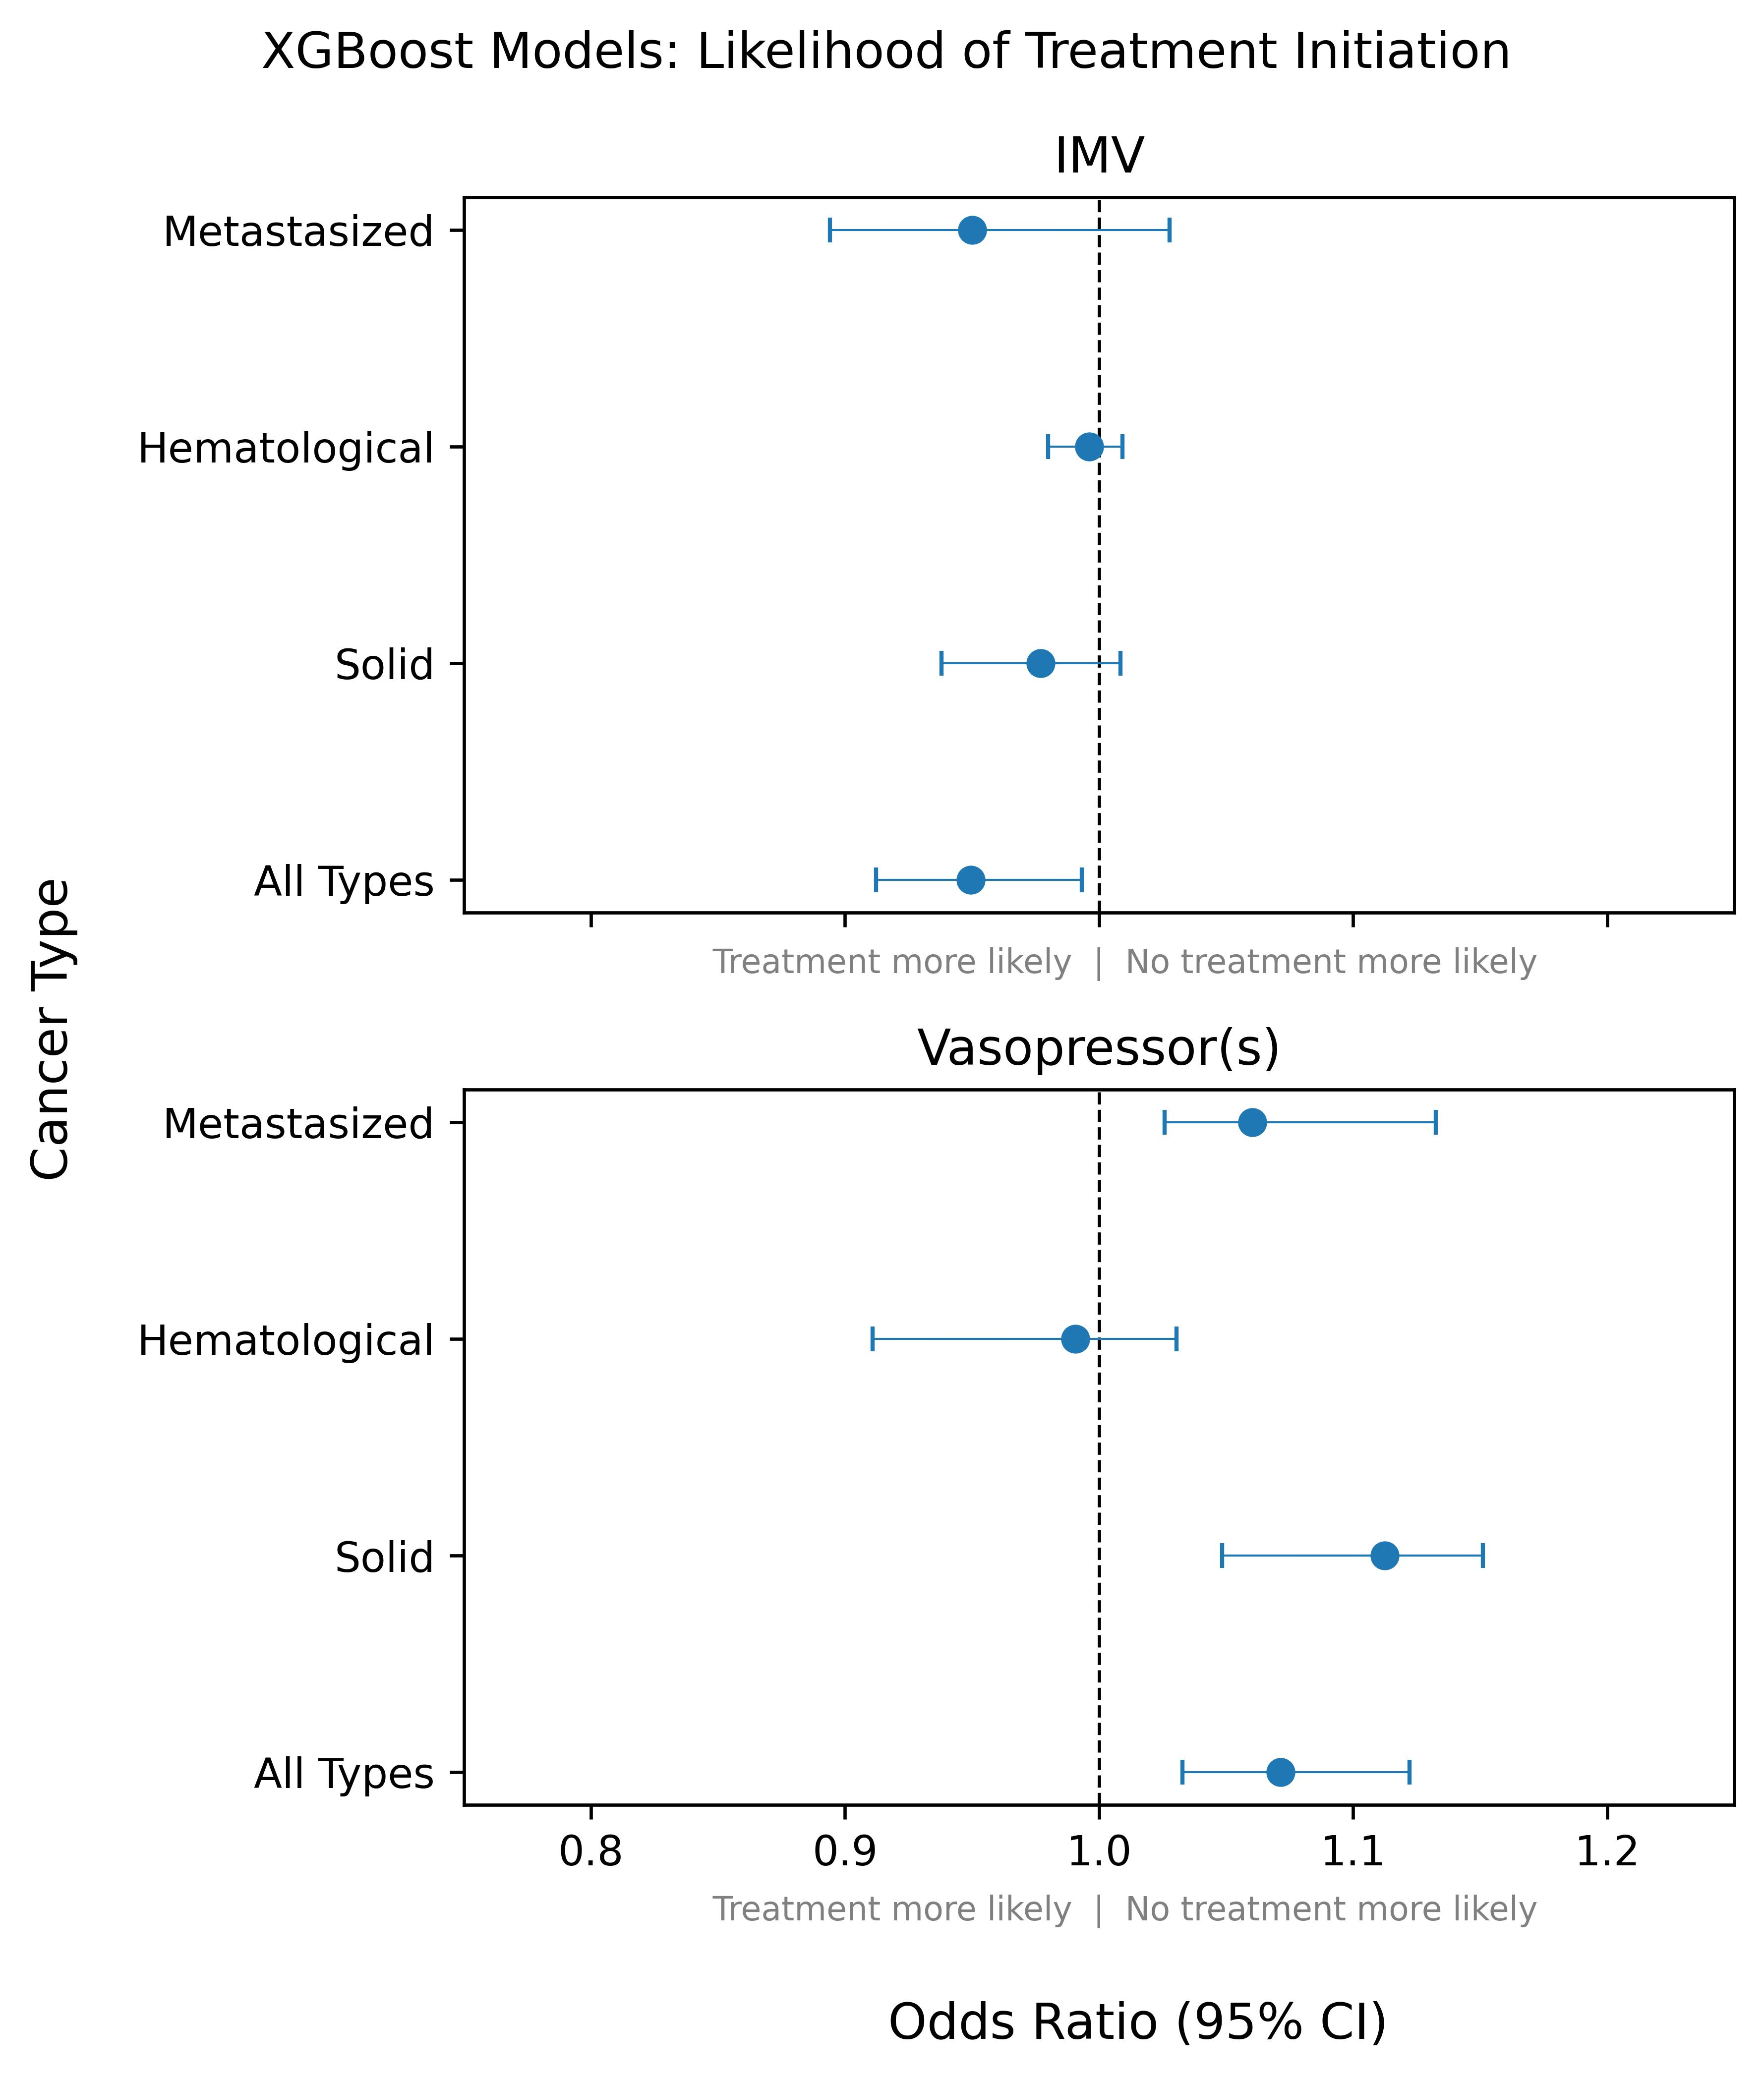 XGBoost Models: Likelihood of Treatment Initiation
IMV
Metastasized
Hematological
Solid
All Types
Treatment more likely | No treatment more likely
Cancer Type
Vasopressor(s)
Metastasized
Hematological
Solid
All Types
0.8 0.9 1.0 1.1 1.2
Treatment more likely | No treatment more likely
Odds Ratio (95% CI)